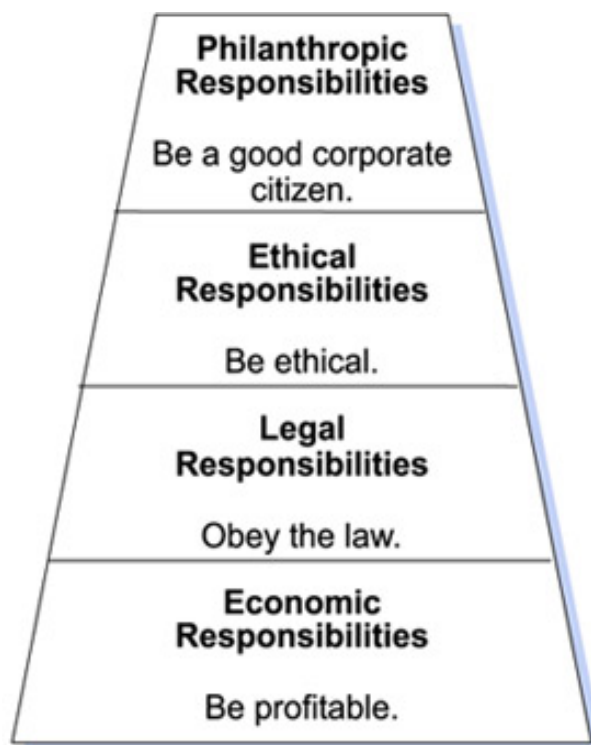 Philanthropic
Responsibilities
Be a good corporate
citizen.
Ethical
Responsibilities
Be ethical.
Legal
Responsibilities
Obey the law.
Economic
Responsibilities
Be profitable.